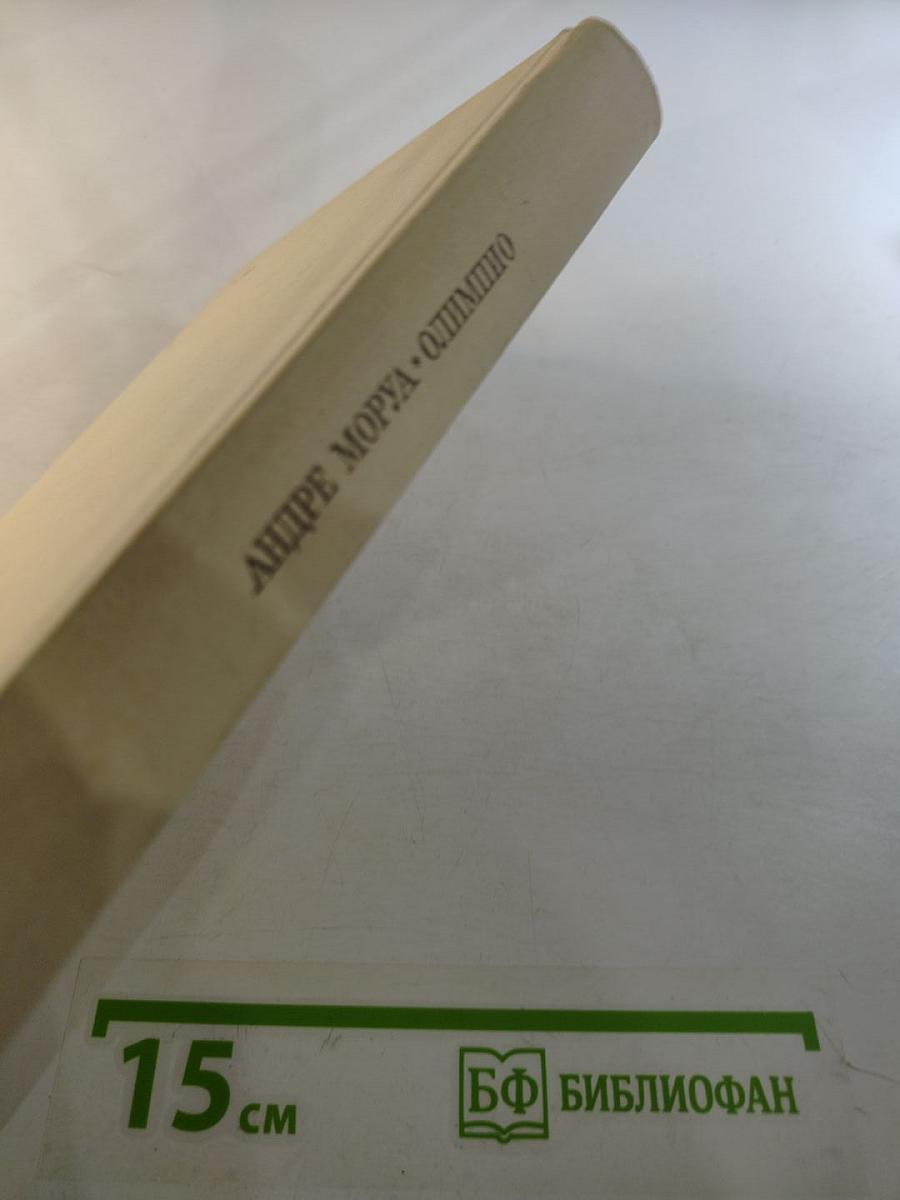 АНДРЕ МОРУА • ОЛИМПИО
15 см
БФ БИБЛИОФАН